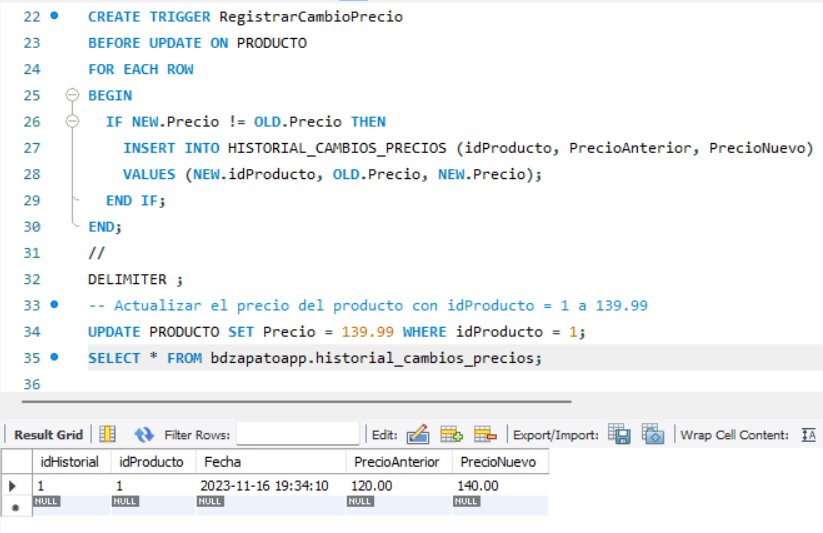 22 CREATE TRIGGER RegistrarCambioPrecio
23 BEFORE UPDATE ON PRODUCTO
24 FOR EACH ROW
25 BEGIN
26 IF NEW.Precio != OLD.Precio THEN
27 INSERT INTO HISTORIAL_CAMBIOS_PRECIOS (idProducto, PrecioAnterior, PrecioNuevo)
28 VALUES (NEW.idProducto, OLD.Precio, NEW.Precio);
29 END IF;
30 END;
31 //
32 DELIMITER ;
33 -- Actualizar el precio del producto con idProducto = 1 a 139.99
34 UPDATE PRODUCTO SET Precio = 139.99 WHERE idProducto = 1;
35 SELECT * FROM bdzapatoapp.historial_cambios_precios;
36
Result Grid Filter Rows: Edit: Export/Import: Wrap Cell Content: IA
idHistorial idProducto Fecha PrecioAnterior PrecioNuevo
1 1 2023-11-16 19:34:10 120.00 140.00
NULL NULL NULL NULL NULL